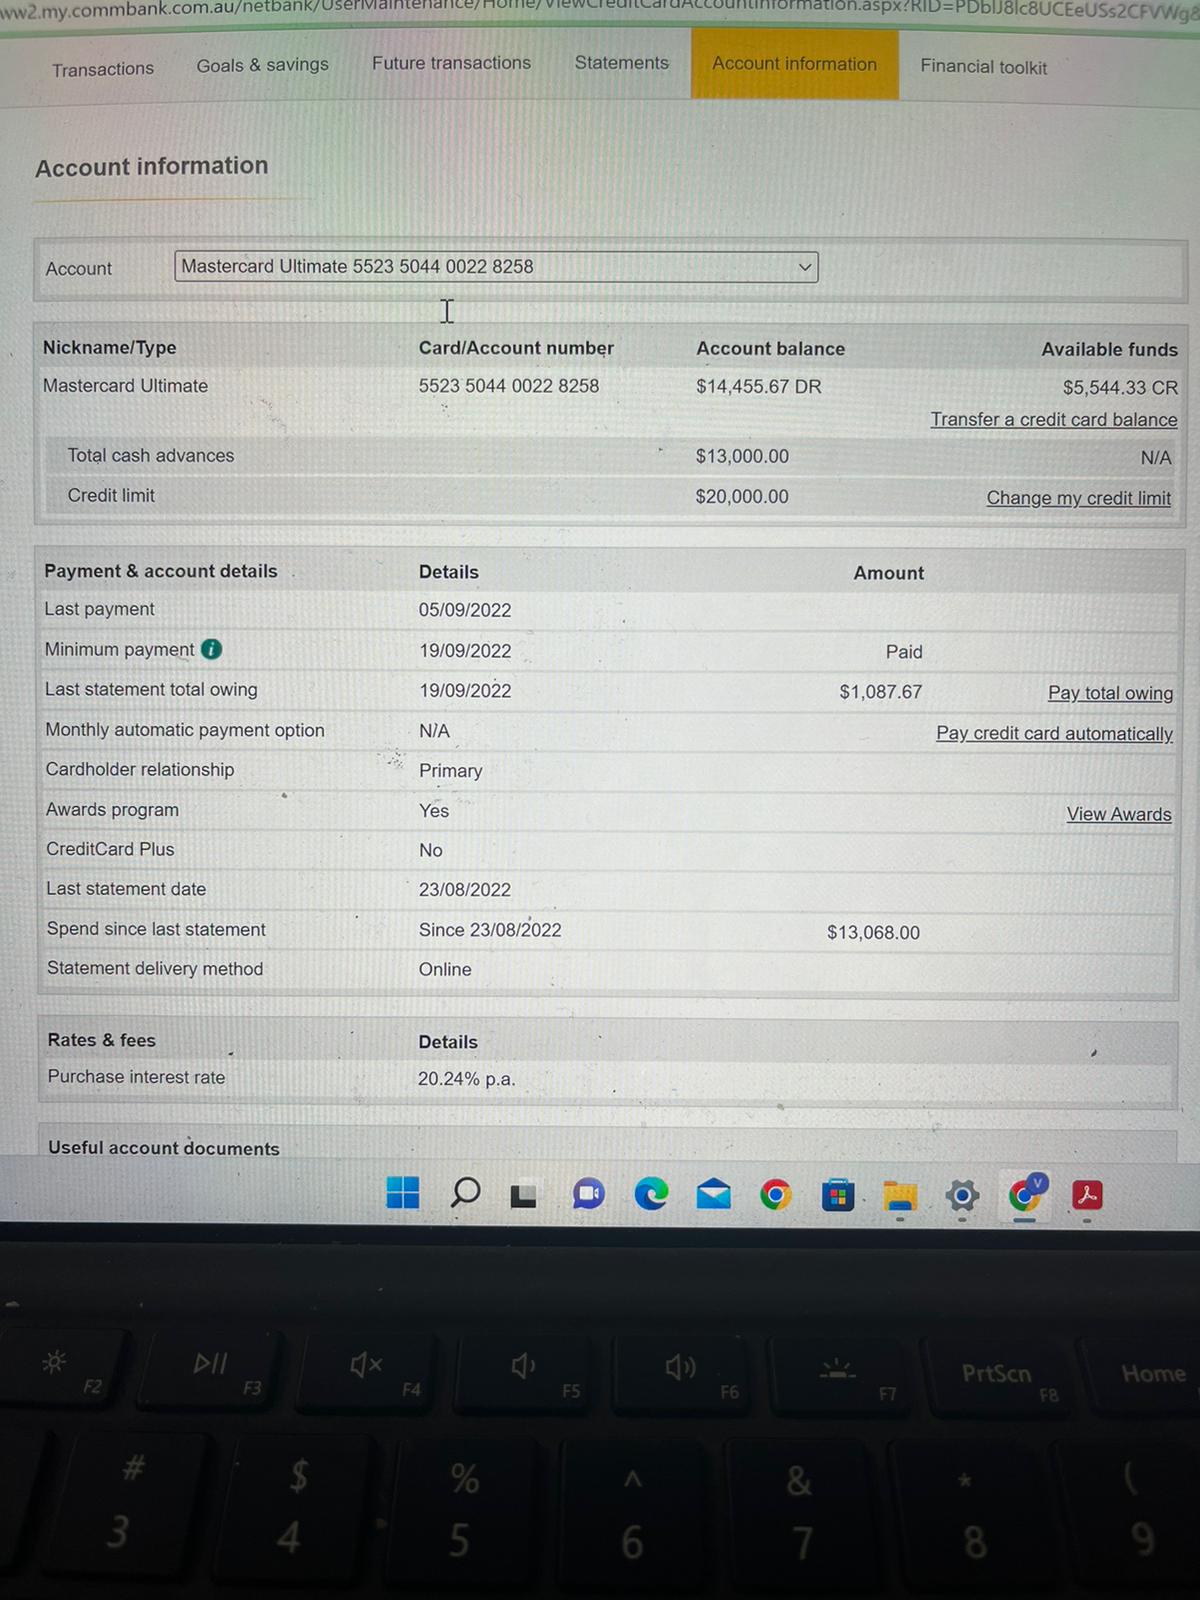 ww2.my.commbank.com.au/netbank/UserMaintenance/Home/ViewCreditCardAccountInformation.aspx?RID=
Transactions Goals & savings Future transactions Statements Account information Financial toolkit
Account information
Account Mastercard Ultimate 5523 5044 0022 8258
Nickname/Type Card/Account number Account balance Available funds
Mastercard Ultimate 5523 5044 0022 8258 $14,455.67 DR $5,544.33 CR
Transfer a credit card balance
Total cash advances $13,000.00 N/A
Credit limit $20,000.00 Change my credit limit
Payment & account details Details Amount
Last payment 05/09/2022
Minimum payment i 19/09/2022 Paid
Last statement total owing 19/09/2022 $1,087.67 Pay total owing
Monthly automatic payment option N/A Pay credit card automatically
Cardholder relationship Primary
Awards program Yes View Awards
CreditCard Plus No
Last statement date 23/08/2022
Spend since last statement Since 23/08/2022 $13,068.00
Statement delivery method Online
Rates & fees Details
Purchase interest rate 20.24% p.a.
Useful account documents
V
F2 F3 F4 F5 F6 F7 PrtScn F8 Home
# $ % ^ & * (
3 4 5 6 7 8 9